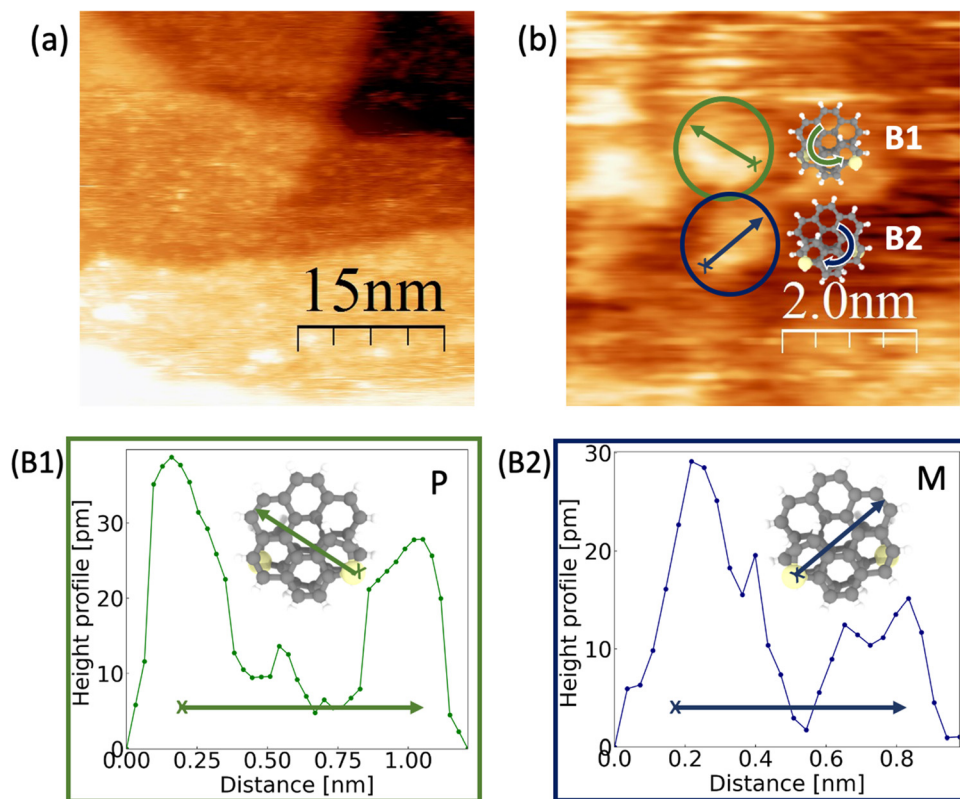 (a)
15nm
(b)
B1
B2
2.0nm
(B1)
P
Height profile [pm]
30
20
10
0
0.00
0.25
0.50
0.75
1.00
X
Distance [nm]
(B2)
M
Height profile [pm]
30
20
10
0
0.0
0.2
0.4
0.6
0.8
X
Distance [nm]